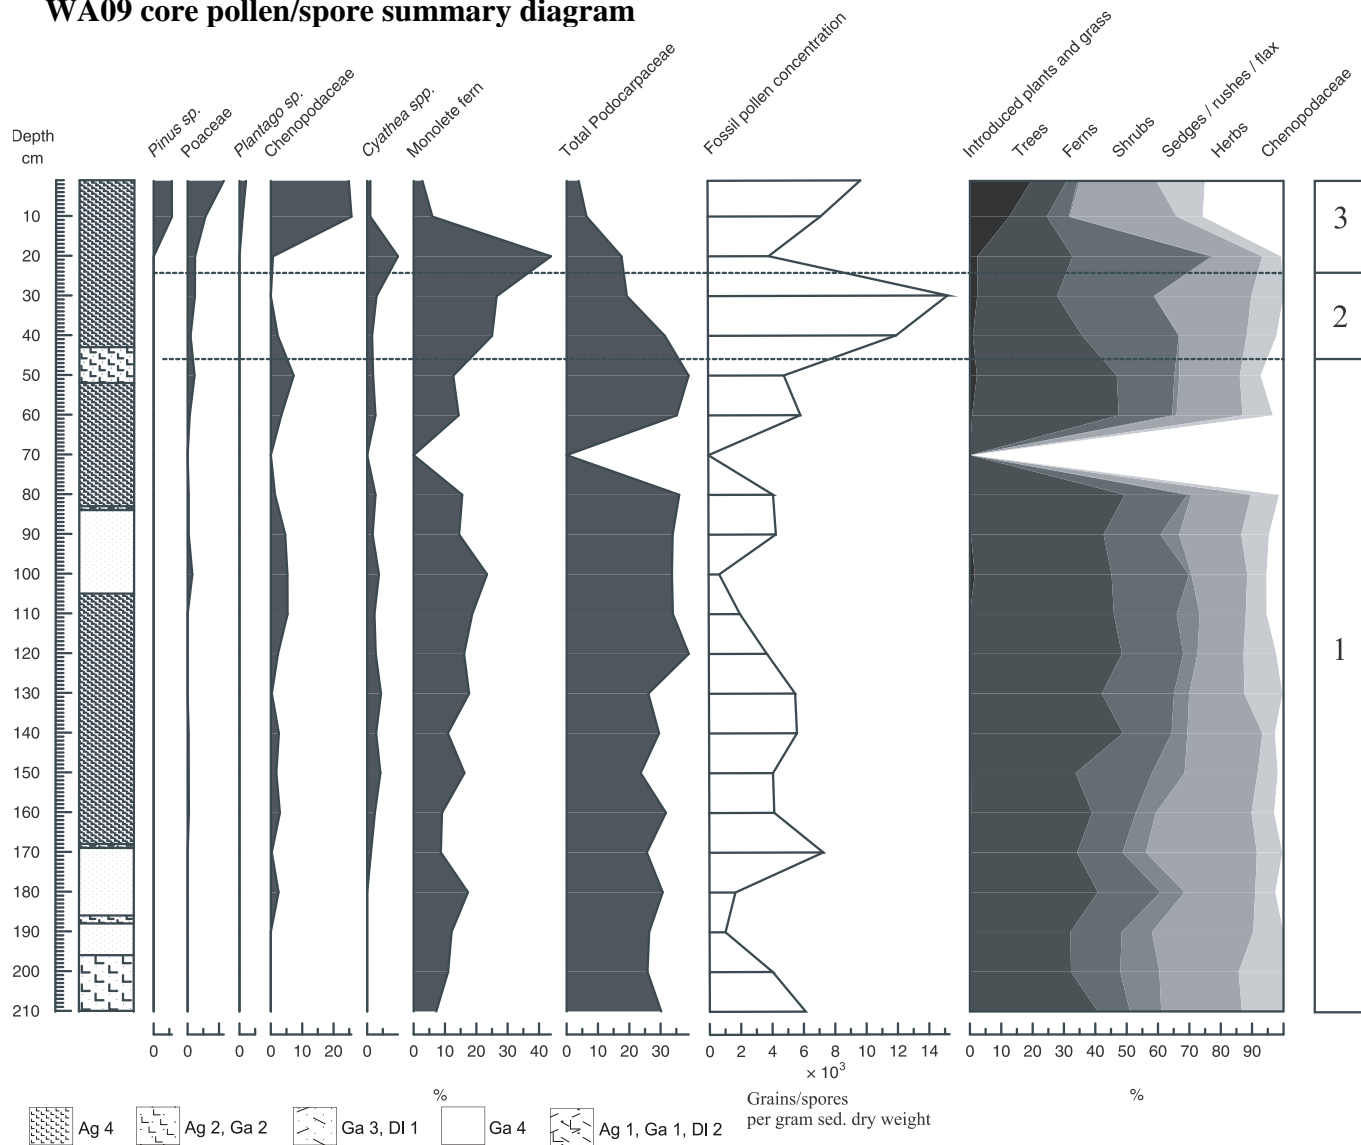 WA09 core pollen/spore summary diagram
Depth
cm
Pinus sp.
Poaceae
Plantago sp.
Chenopodaceae
Cyathea spp.
Monolete fern
Total Podocarpaceae
Fossil pollen concentration
Introduced plants and grass
Trees
Ferns
Shrubs
Sedges / rushes / flax
Herbs
Chenopodaceae
10
20
30
40
50
60
70
80
90
100
110
120
130
140
150
160
170
180
190
200
210
3
2
1
0 0 0 0 10 20 0 0 10 20 30 40 0 10 20 30 0 2 4 6 8 10 12 14 0 10 20 30 40 50 60 70 80 90
× 10³
% Grains/spores %
per gram sed. dry weight
Ag 4 Ag 2, Ga 2 Ga 3, Dl 1 Ga 4 Ag 1, Ga 1, Dl 2